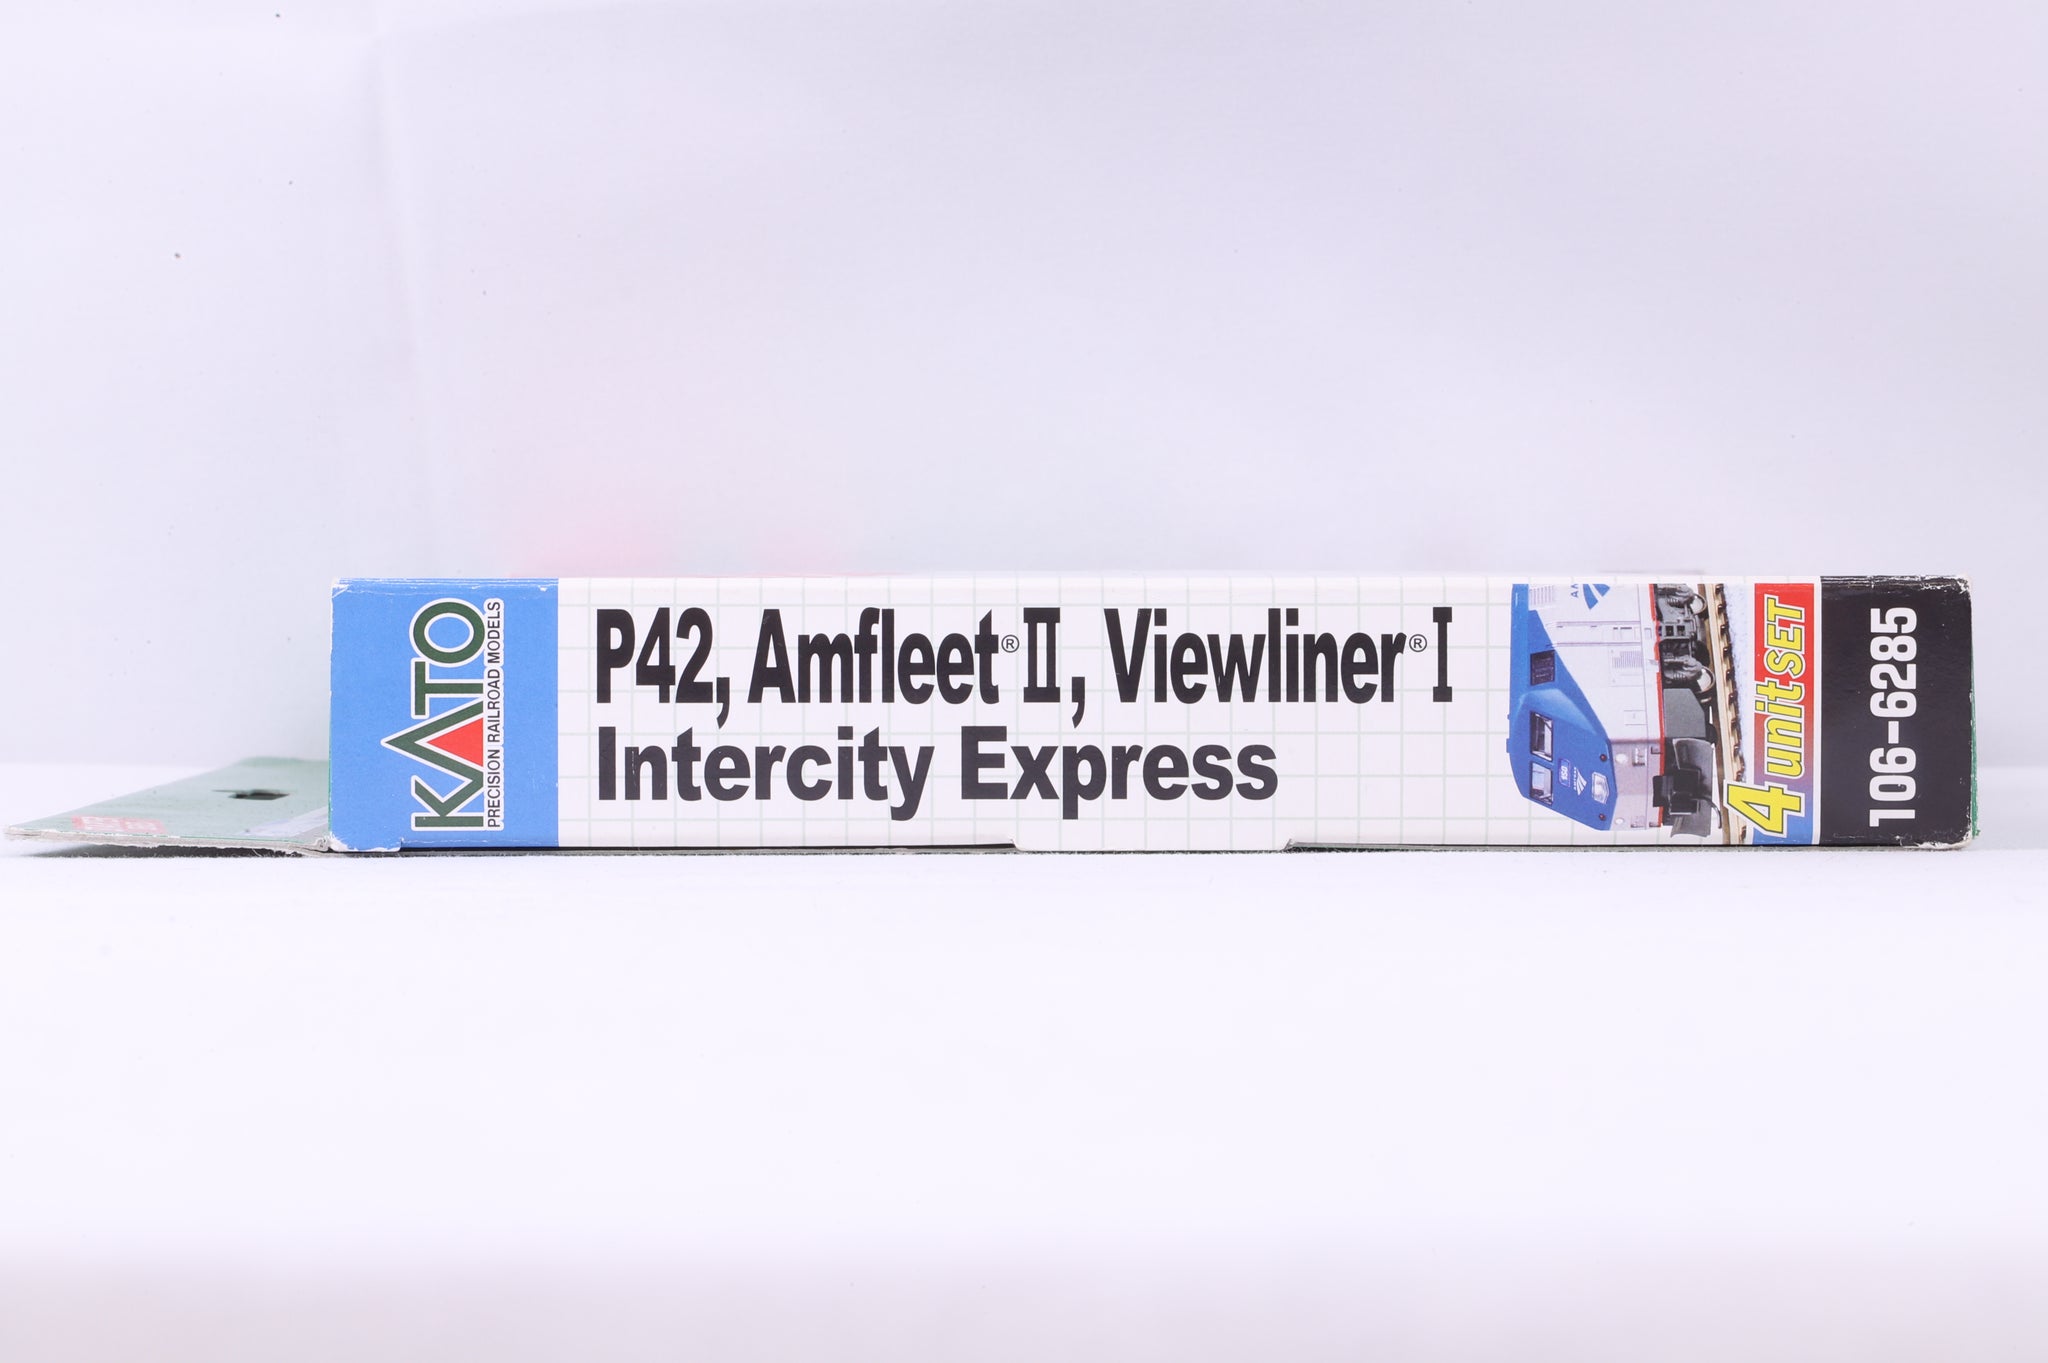 KATO
PRECISION RAILROAD MODELS
P42, Amfleet® II, Viewliner® I
Intercity Express
4 unit SET
106-6285